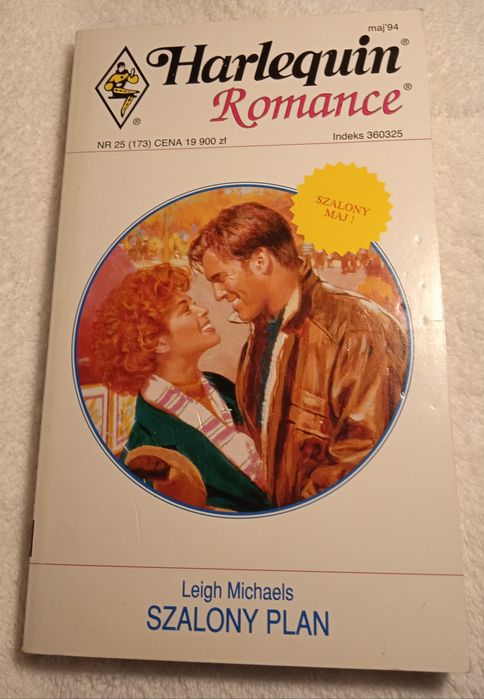 maj'94
Harlequin®
Romance®
®
NR 25 (173) CENA 19 900 zł
Indeks 360325
SZALONY
MAJ !
Leigh Michaels
SZALONY PLAN